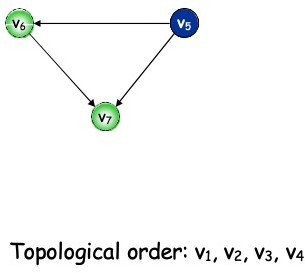 v₆ v₅
v₇
Topological order: v₁, v₂, v₃, v₄